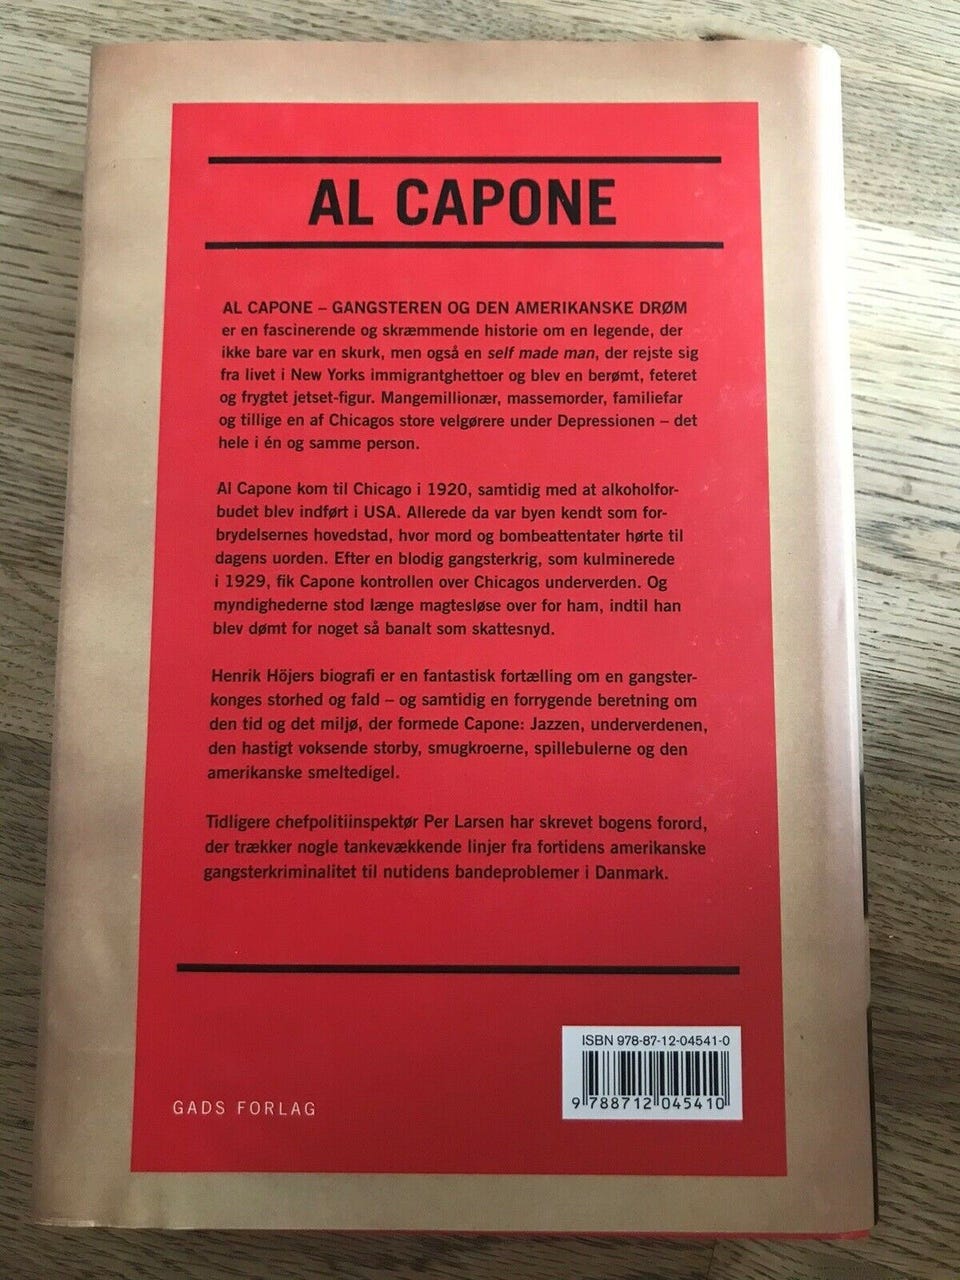 AL CAPONE
AL CAPONE – GANGSTEREN OG DEN AMERIKANSKE DRØM
er en fascinerende og skræmmende historie om en legende, der
ikke bare var en skurk, men også en self made man, der rejste sig
fra livet i New Yorks immigrantghettoer og blev en berømt, feteret
og frygtet jetset-figur. Mangemillionær, massemorder, familiefar
og tillige en af Chicagos store velgørere under Depressionen – det
hele i én og samme person.
Al Capone kom til Chicago i 1920, samtidig med at alkoholfor-
budet blev indført i USA. Allerede da var byen kendt som for-
brydelsernes hovedstad, hvor mord og bombeattentater hørte til
dagens uorden. Efter en blodig gangsterkrig, som kulminerede
i 1929, fik Capone kontrollen over Chicagos underverden. Og
myndighederne stod længe magtesløse over for ham, indtil han
blev dømt for noget så banalt som skattesnyd.
Henrik Höjers biografi er en fantastisk fortælling om en gangster-
konges storhed og fald – og samtidig en forrygende beretning om
den tid og det miljø, der formede Capone: Jazzen, underverdenen,
den hastigt voksende storby, smugkroerne, spillebulerne og den
amerikanske smeltedigel.
Tidligere chefpolitiinspektør Per Larsen har skrevet bogens forord,
der trækker nogle tankevækkende linjer fra fortidens amerikanske
gangsterkriminalitet til nutidens bandeproblemer i Danmark.
ISBN 978-87-12-04541-0
9 788712 045410
GADS FORLAG